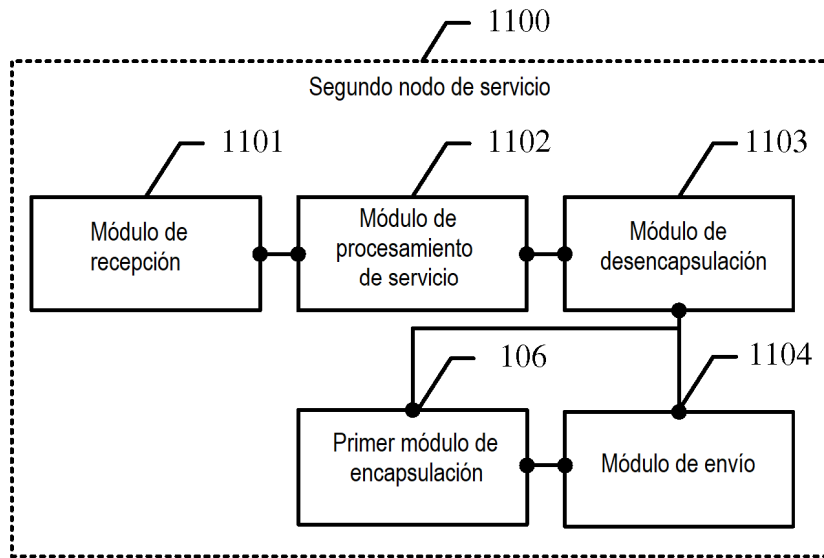 1100
Segundo nodo de servicio
1101
1102
1103
Módulo de
recepción
Módulo de
procesamiento
de servicio
Módulo de
desencapsulación
106
1104
Primer módulo de
encapsulación
Módulo de envío